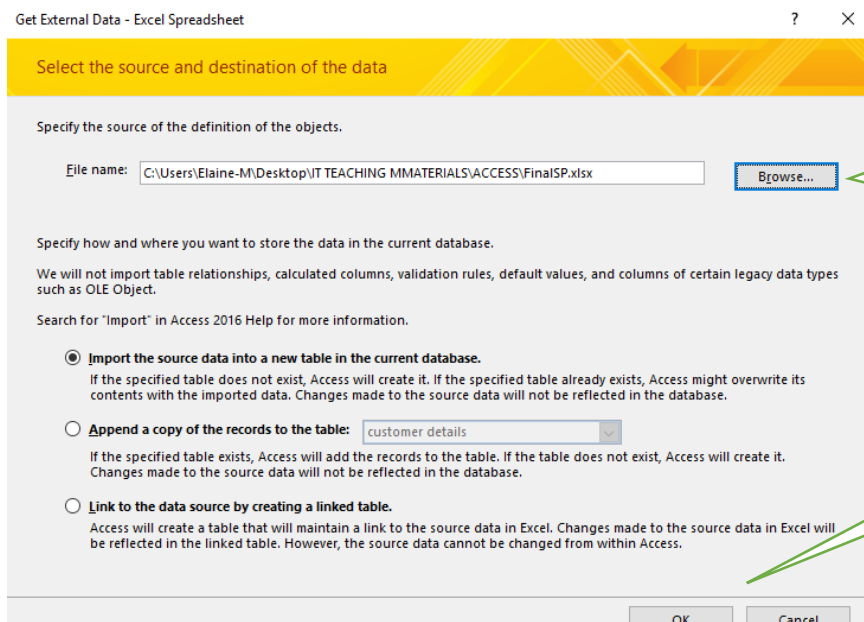 Get External Data - Excel Spreadsheet
?
Select the source and destination of the data
Specify the source of the definition of the objects.
File name: C:\Users\Elaine-M\Desktop\IT TEACHING MMATERIALS\ACCESS\FinalSP.xlsx Browse...
Specify how and where you want to store the data in the current database.
We will not import table relationships, calculated columns, validation rules, default values, and columns of certain legacy data types
such as OLE Object.
Search for "Import" in Access 2016 Help for more information.
Import the source data into a new table in the current database.
If the specified table does not exist, Access will create it. If the specified table already exists, Access might overwrite its
contents with the imported data. Changes made to the source data will not be reflected in the database.
Append a copy of the records to the table: customer details
If the specified table exists, Access will add the records to the table. If the table does not exist, Access will create it.
Changes made to the source data will not be reflected in the database.
Link to the data source by creating a linked table.
Access will create a table that will maintain a link to the source data in Excel. Changes made to the source data in Excel will
be reflected in the linked table. However, the source data cannot be changed from within Access.
OK Cancel